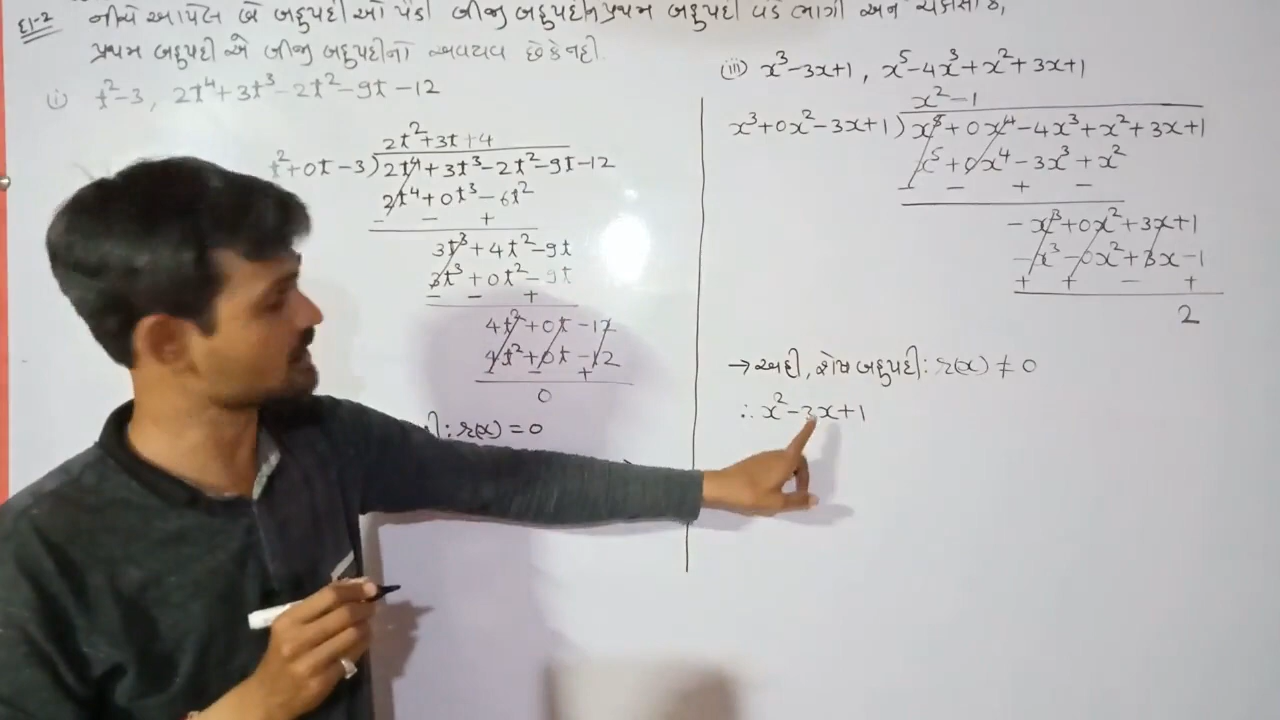 દા-2 નીચે આપેલ બે બહુપદીઓ પૈકી બીજી બહુપદીને પ્રથમ બહુપદી વડે ભાગી અને ચકાસો કે,
પ્રથમ બહુપદી એ બીજી બહુપદીનો અવયવ છે કે નહી.
(i) t²-3, 2t⁴+3t³-2t²-9t-12
2t²+3t+4
t²+0t-3) 2t⁴+3t³-2t²-9t-12
2t⁴+0t³-6t²
- - +
3t³+4t²-9t
3t³+0t²-9t
- - +
4t²+0t-12
4t²+0t-12
- - +
0
r(x) = 0
(iii) x³-3x+1, x⁵-4x³+x²+3x+1
x²-1
x³+0x²-3x+1) x⁵+0x⁴-4x³+x²+3x+1
x⁵+0x⁴-3x³+x²
- - + -
-x³+0x²+3x+1
-x³-0x²+3x-1
+ + - +
2
→ અહી, શેષ બહુપદી: r(x) ≠ 0
∴ x²-3x+1